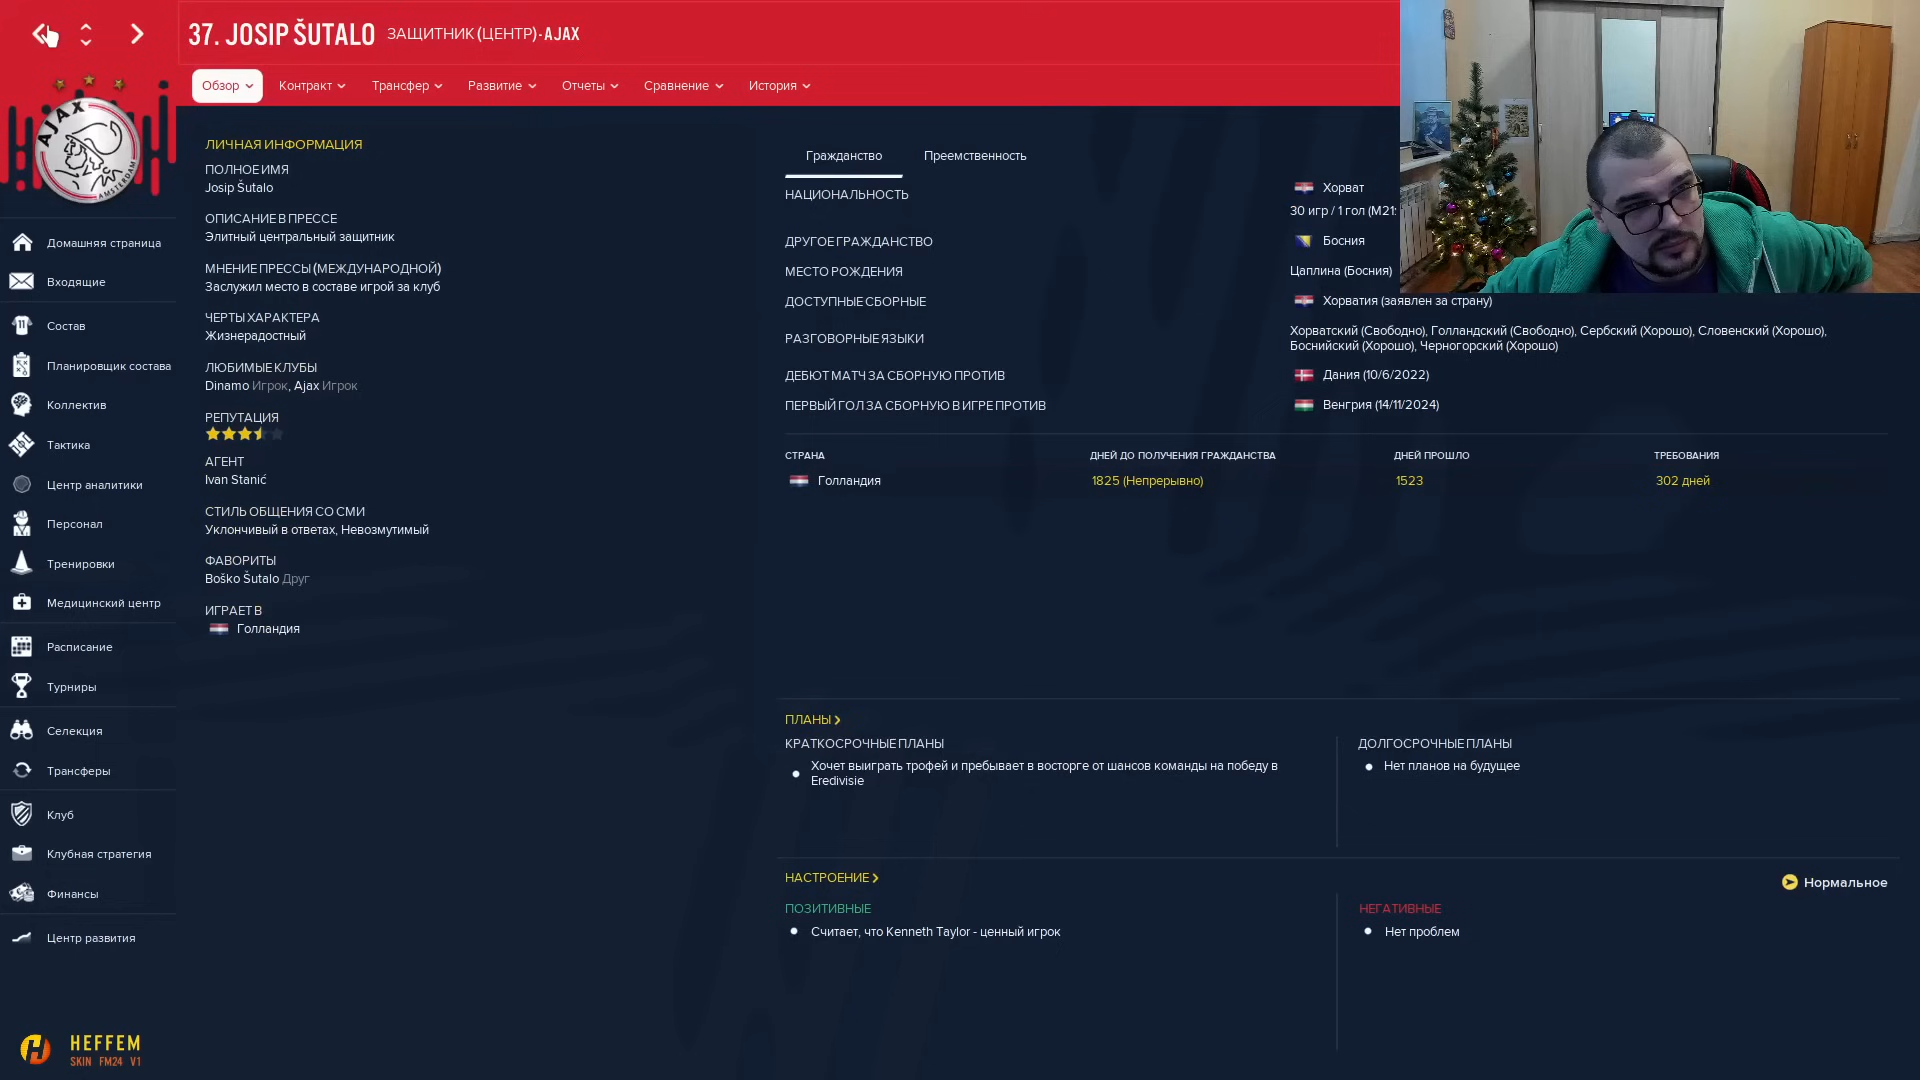 37. JOSIP ŠUTALO ЗАЩИТНИК (ЦЕНТР) - AJAX
Обзор Контракт Трансфер Развитие Отчеты Сравнение История
AJAX
AMSTERDAM
Домашняя страница
Входящие
Состав
Планировщик состава
Коллектив
Тактика
Центр аналитики
Персонал
Тренировки
Медицинский центр
Расписание
Турниры
Селекция
Трансферы
Клуб
Клубная стратегия
Финансы
Центр развития
HEFFEM
SKIN FM24 V1
ЛИЧНАЯ ИНФОРМАЦИЯ
ПОЛНОЕ ИМЯ
Josip Šutalo
ОПИСАНИЕ В ПРЕССЕ
Элитный центральный защитник
МНЕНИЕ ПРЕССЫ (МЕЖДУНАРОДНОЙ)
Заслужил место в составе игрой за клуб
ЧЕРТЫ ХАРАКТЕРА
Жизнерадостный
ЛЮБИМЫЕ КЛУБЫ
Dinamo Игрок, Ajax Игрок
РЕПУТАЦИЯ
АГЕНТ
Ivan Stanić
СТИЛЬ ОБЩЕНИЯ СО СМИ
Уклончивый в ответах, Невозмутимый
ФАВОРИТЫ
Boško Šutalo Друг
ИГРАЕТ В
Голландия
Гражданство Преемственность
НАЦИОНАЛЬНОСТЬ Хорват
30 игр / 1 гол (М21:
ДРУГОЕ ГРАЖДАНСТВО Босния
МЕСТО РОЖДЕНИЯ Цаплина (Босния)
ДОСТУПНЫЕ СБОРНЫЕ Хорватия (заявлен за страну)
РАЗГОВОРНЫЕ ЯЗЫКИ Хорватский (Свободно), Голландский (Свободно), Сербский (Хорошо), Словенский (Хорошо),
Боснийский (Хорошо), Черногорский (Хорошо)
ДЕБЮТ МАТЧ ЗА СБОРНУЮ ПРОТИВ Дания (10/6/2022)
ПЕРВЫЙ ГОЛ ЗА СБОРНУЮ В ИГРЕ ПРОТИВ Венгрия (14/11/2024)
СТРАНА ДНЕЙ ДО ПОЛУЧЕНИЯ ГРАЖДАНСТВА ДНЕЙ ПРОШЛО ТРЕБОВАНИЯ
Голландия 1825 (Непрерывно) 1523 302 дней
ПЛАНЫ
КРАТКОСРОЧНЫЕ ПЛАНЫ
Хочет выиграть трофей и пребывает в восторге от шансов команды на победу в
Eredivisie
ДОЛГОСРОЧНЫЕ ПЛАНЫ
Нет планов на будущее
НАСТРОЕНИЕ
Нормальное
ПОЗИТИВНЫЕ
Считает, что Kenneth Taylor - ценный игрок
НЕГАТИВНЫЕ
Нет проблем